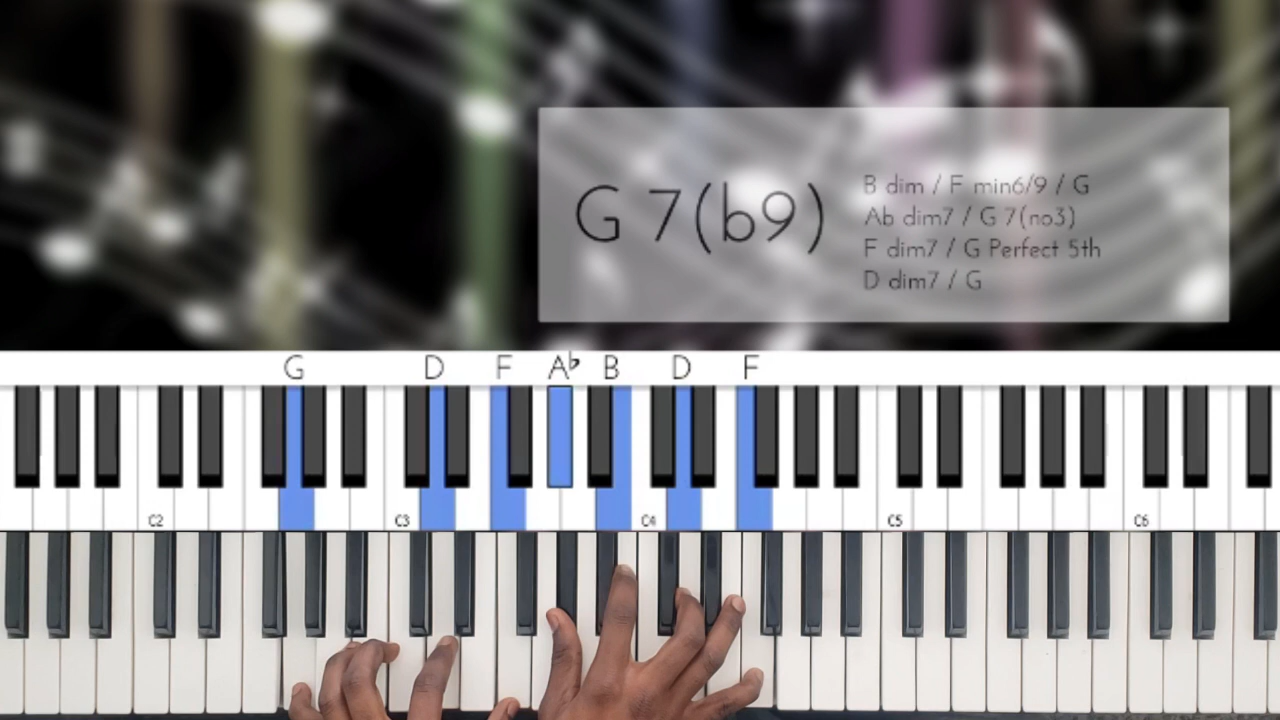 G 7(b9)
B dim / F min6/9 / G
Ab dim7 / G 7(no3)
F dim7 / G Perfect 5th
D dim7 / G
G D F A♭ B D F
C2 C3 C4 C5 C6